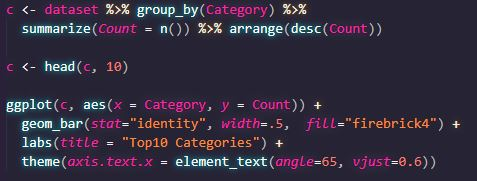 c <- dataset %>% group_by(Category) %>%
summarize(Count = n()) %>% arrange(desc(Count))
c <- head(c, 10)
ggplot(c, aes(x = Category, y = Count)) +
geom_bar(stat="identity", width=.5,  fill="firebrick4") +
labs(title = "Top10 Categories") +
theme(axis.text.x = element_text(angle=65, vjust=0.6))